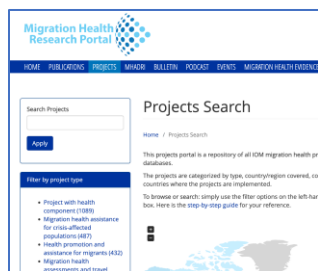 Migration Health
Research Portal
HOME PUBLICATIONS PROJECTS MHADRI BULLETIN PODCAST EVENTS MIGRATION HEALTH EVIDENCE
Search Projects
Apply
Filter by project type
Project with health
component (1089)
Migration health assistance
for crisis-affected
populations (487)
Health promotion and
assistance for migrants (432)
Migration health
assessments and travel
Projects Search
Home / Projects Search
This projects portal is a repository of all IOM migration health pr
databases.
The projects are categorized by type, country/region covered, co
countries where the projects are implemented.
To browse / search: simply use the filter options on the left-har
box. Here is the step-by-step guide for your reference.
+
-